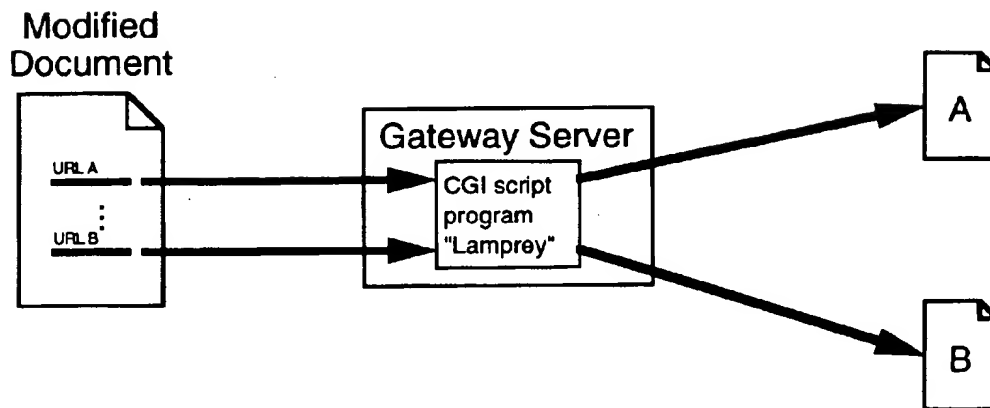 Modified
Document
URL A
URL B
Gateway Server
CGI script
program
"Lamprey"
A
B